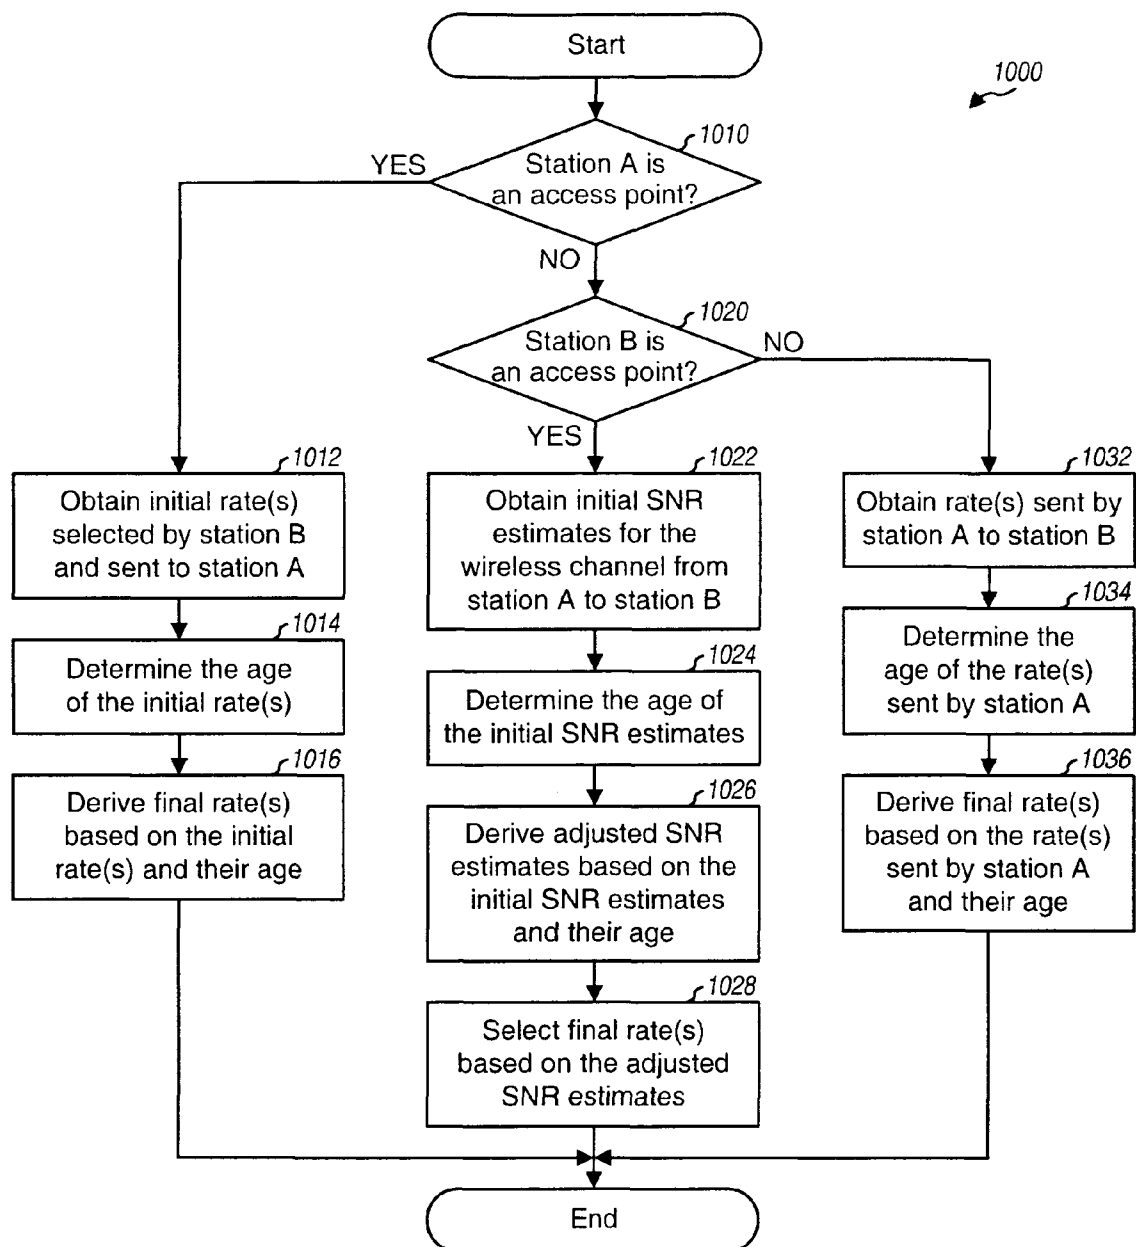 Start
1000
1010
YES
Station A is
an access point?
NO
1020
Station B is
an access point?
NO
YES
1012
Obtain initial rate(s)
selected by station B
and sent to station A
1014
Determine the age
of the initial rate(s)
1016
Derive final rate(s)
based on the initial
rate(s) and their age
1022
Obtain initial SNR
estimates for the
wireless channel from
station A to station B
1024
Determine the age of
the initial SNR estimates
1026
Derive adjusted SNR
estimates based on the
initial SNR estimates
and their age
1028
Select final rate(s)
based on the adjusted
SNR estimates
1032
Obtain rate(s) sent by
station A to station B
1034
Determine the
age of the rate(s)
sent by station A
1036
Derive final rate(s)
based on the rate(s)
sent by station A
and their age
End